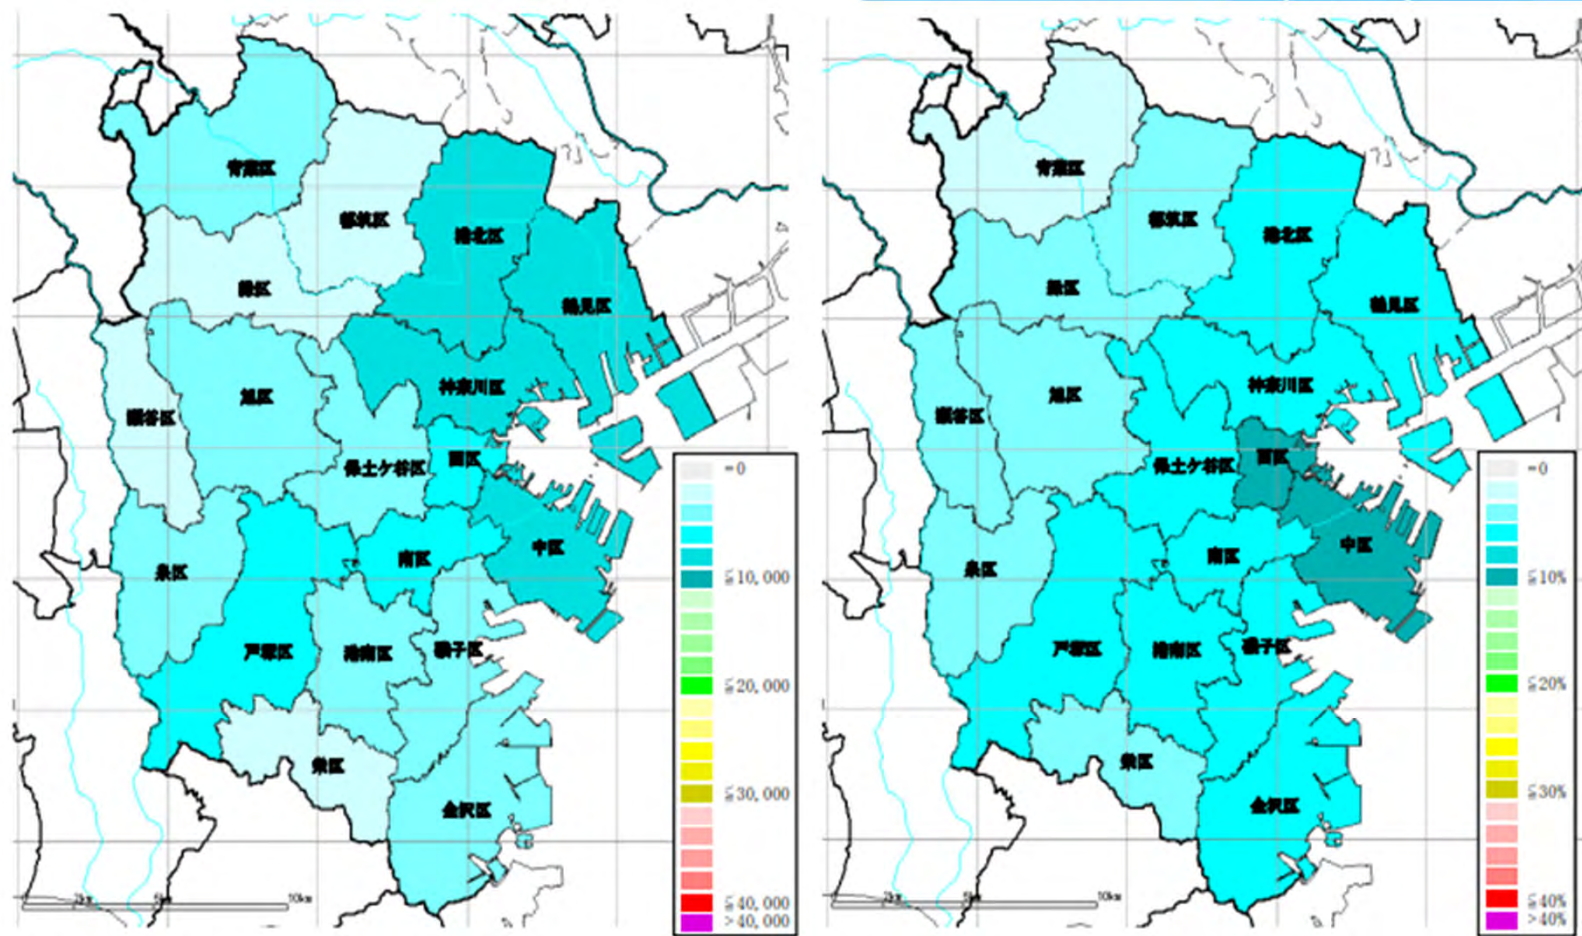 青葉区
都筑区
港北区
緑区
鶴見区
神奈川区
旭区
瀬谷区
保土ケ谷区
西区
中区
南区
泉区
戸塚区
港南区
磯子区
栄区
金沢区
=0
≦10,000
≦20,000
≦30,000
≦40,000
>40,000
5km
10km
青葉区
都筑区
港北区
緑区
鶴見区
神奈川区
旭区
瀬谷区
保土ケ谷区
西区
中区
南区
泉区
戸塚区
港南区
磯子区
栄区
金沢区
=0
≦10%
≦20%
≦30%
≦40%
>40%
5km
10km